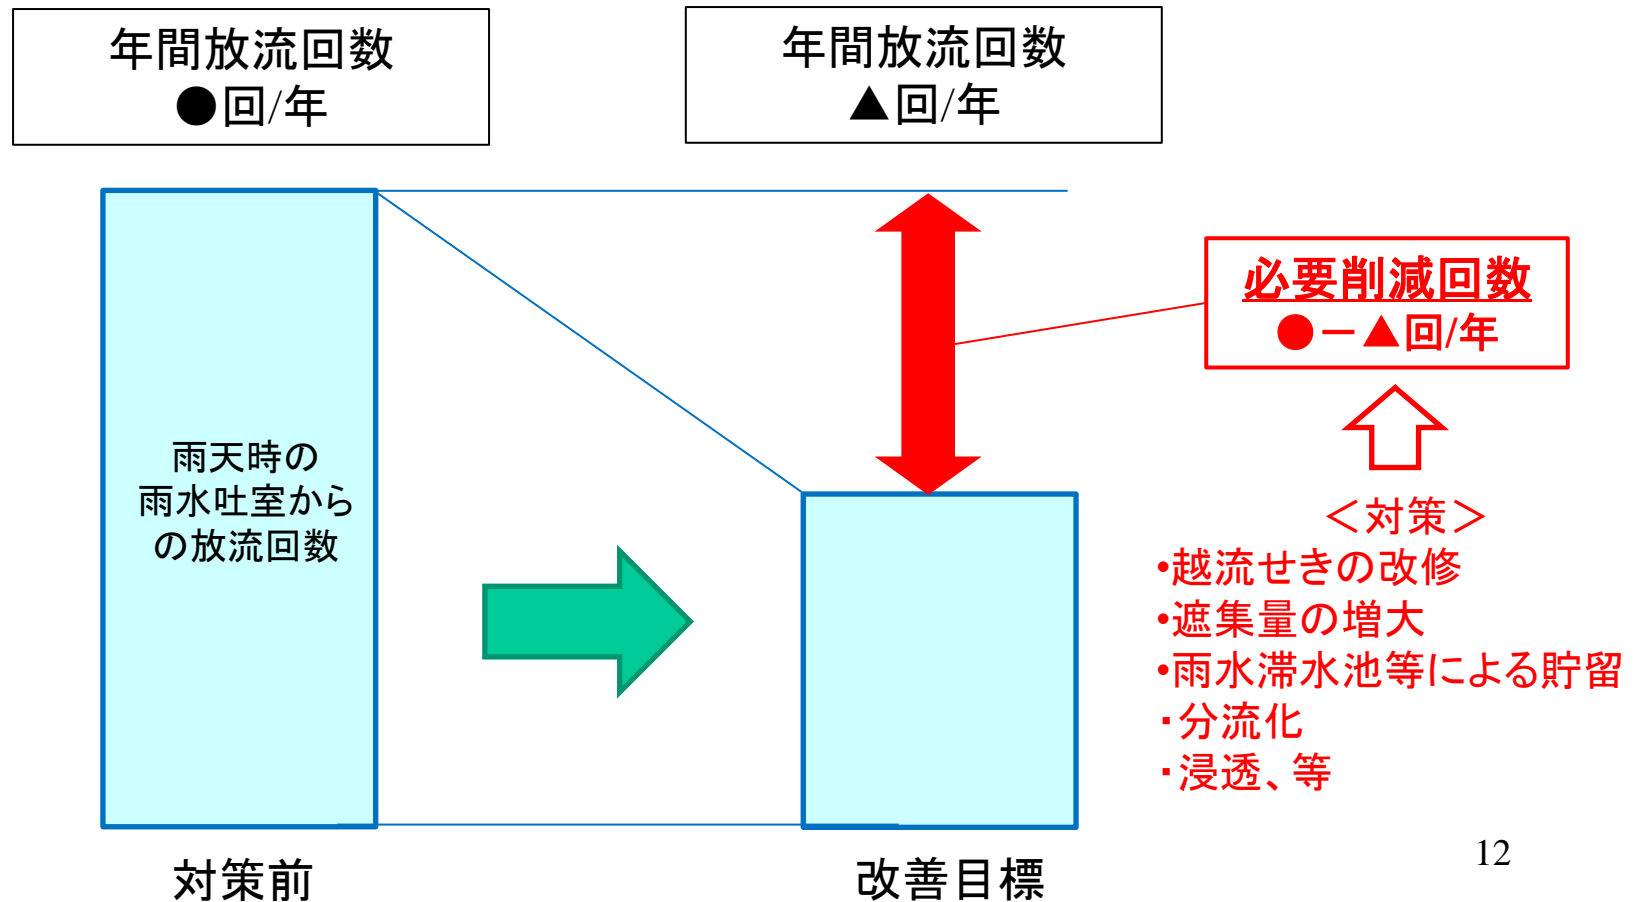 年間放流回数
●回/年
年間放流回数
▲回/年
必要削減回数
●－▲回/年
雨天時の
雨水吐室から
の放流回数
＜対策＞
•越流せきの改修
•遮集量の増大
•雨水滞水池等による貯留
・分流化
・浸透、等
対策前
改善目標
12